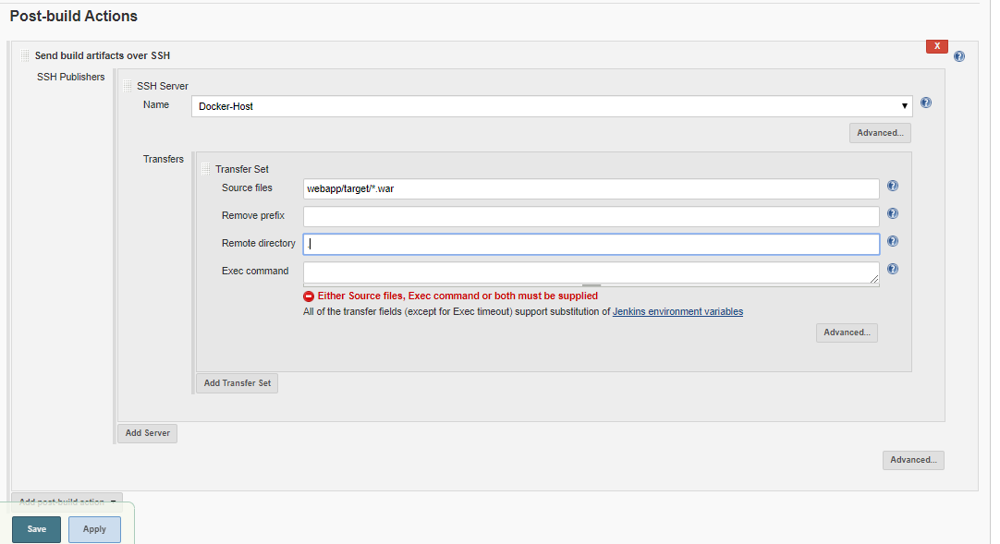 Post-build Actions
X
Send build artifacts over SSH
SSH Publishers
SSH Server
Name
Docker-Host
Advanced...
Transfers
Transfer Set
Source files
webapp/target/*.war
Remove prefix
Remote directory
.
Exec command
Either Source files, Exec command or both must be supplied
All of the transfer fields (except for Exec timeout) support substitution of Jenkins environment variables
Advanced...
Add Transfer Set
Add Server
Advanced...
Add post-build action
Save
Apply